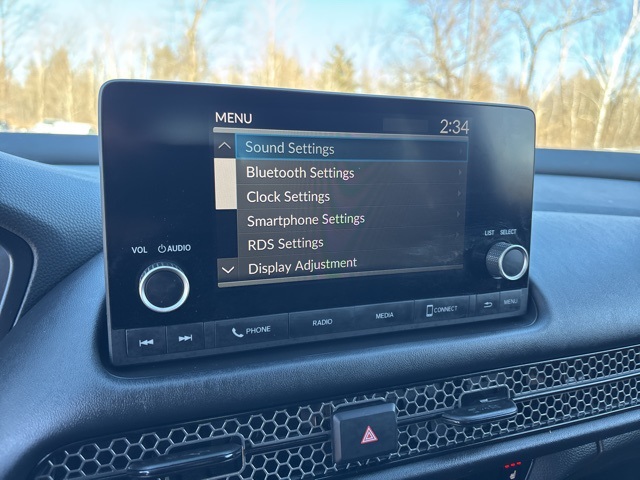 MENU
2:34
Sound Settings
Bluetooth Settings
Clock Settings
Smartphone Settings
RDS Settings
Display Adjustment
VOL AUDIO
LIST SELECT
PHONE
RADIO
MEDIA
CONNECT
MENU